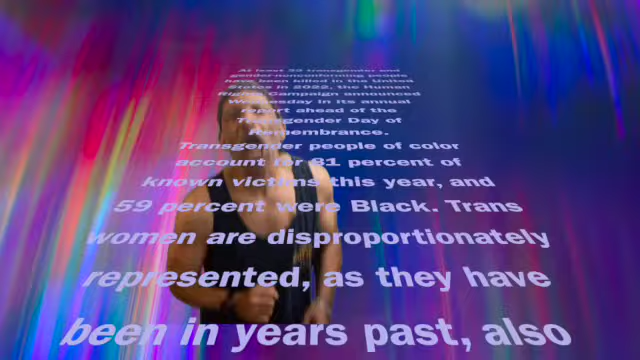 At least 32 transgender and
gender-nonconforming people
have been killed in the United
States in 2022, the Human
Rights Campaign announced
Wednesday in its annual
report ahead of the
Transgender Day of
Remembrance.
Transgender people of color
account for 81 percent of
known victims this year, and
59 percent were Black. Trans
women are disproportionately
represented, as they have
been in years past, also